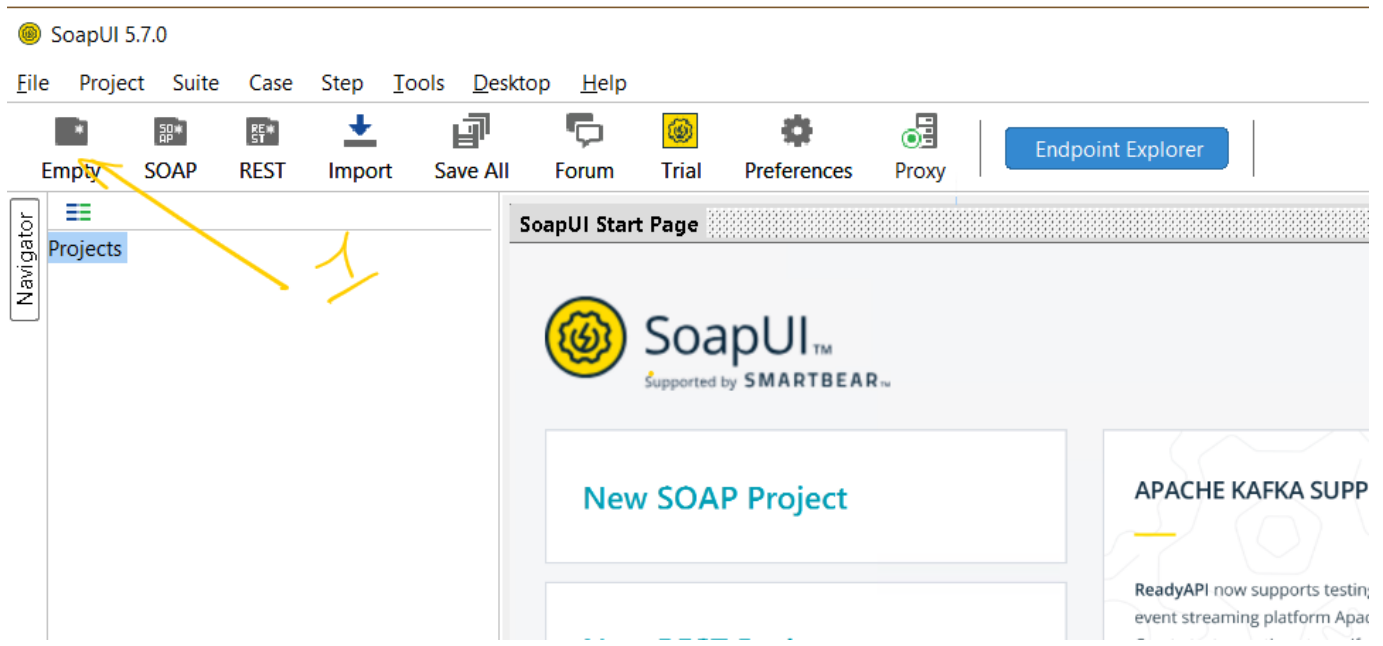 SoapUI 5.7.0
File Project Suite Case Step Tools Desktop Help
Empty SOAP REST Import Save All Forum Trial Preferences Proxy Endpoint Explorer
Navigator
Projects
SoapUI Start Page
SoapUI™
Supported by SMARTBEAR™
New SOAP Project
APACHE KAFKA SUPP
ReadyAPI now supports testing
event streaming platform Apac